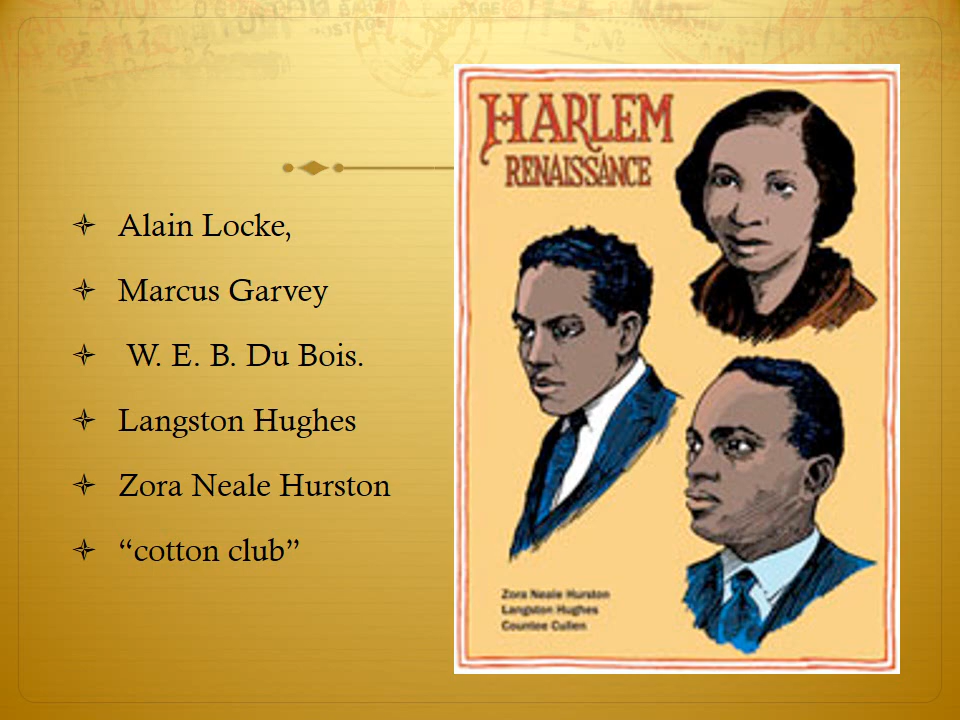 Alain Locke,
Marcus Garvey
W. E. B. Du Bois.
Langston Hughes
Zora Neale Hurston
“cotton club”
HARLEM
RENAISSANCE
Zora Neale Hurston
Langston Hughes
Countee Cullen